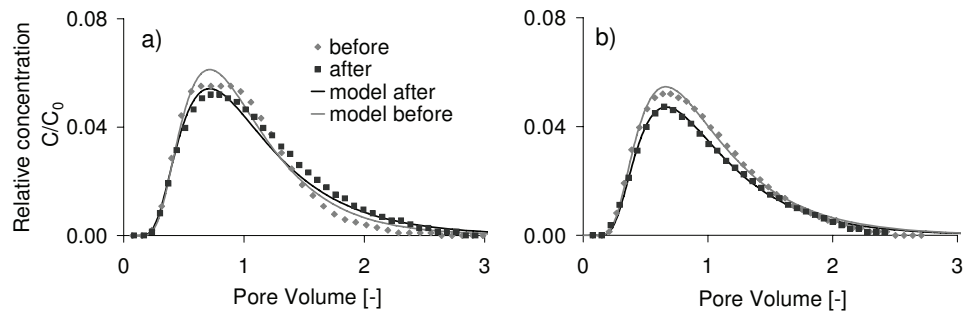 Relative concentration
C/C0
0.08
0.04
0.00
a)
before
after
model after
model before
0
1
2
3
Pore Volume [-]
0.08
0.04
0.00
b)
0
1
2
3
Pore Volume [-]